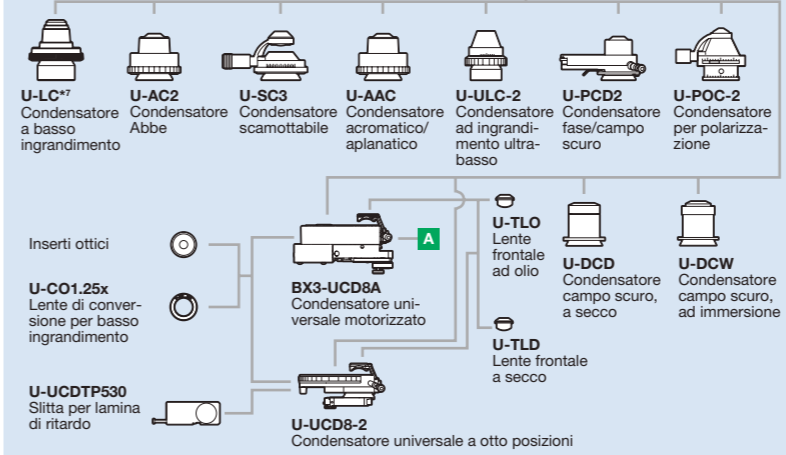 U-LC*7
Condensatore
a basso
ingrandimento
U-AC2
Condensatore
Abbe
U-SC3
Condensatore
scamottabile
U-AAC
Condensatore
acromatico/
aplanatico
U-ULC-2
Condensatore
ad ingrandi-
mento ultra-
basso
U-PCD2
Condensatore
fase/campo
scuro
U-POC-2
Condensatore
per polarizza-
zione
Inserti ottici
U-CO1.25x
Lente di conver-
sione per basso
ingrandimento
U-UCDTP530
Slitta per lamina
di ritardo
A
BX3-UCD8A
Condensatore uni-
versale motorizzato
U-UCD8-2
Condensatore universale a otto posizioni
U-TLO
Lente
frontale
ad olio
U-TLD
Lente frontale
a secco
U-DCD
Condensatore
campo scuro,
a secco
U-DCW
Condensatore
campo scuro,
ad immersione